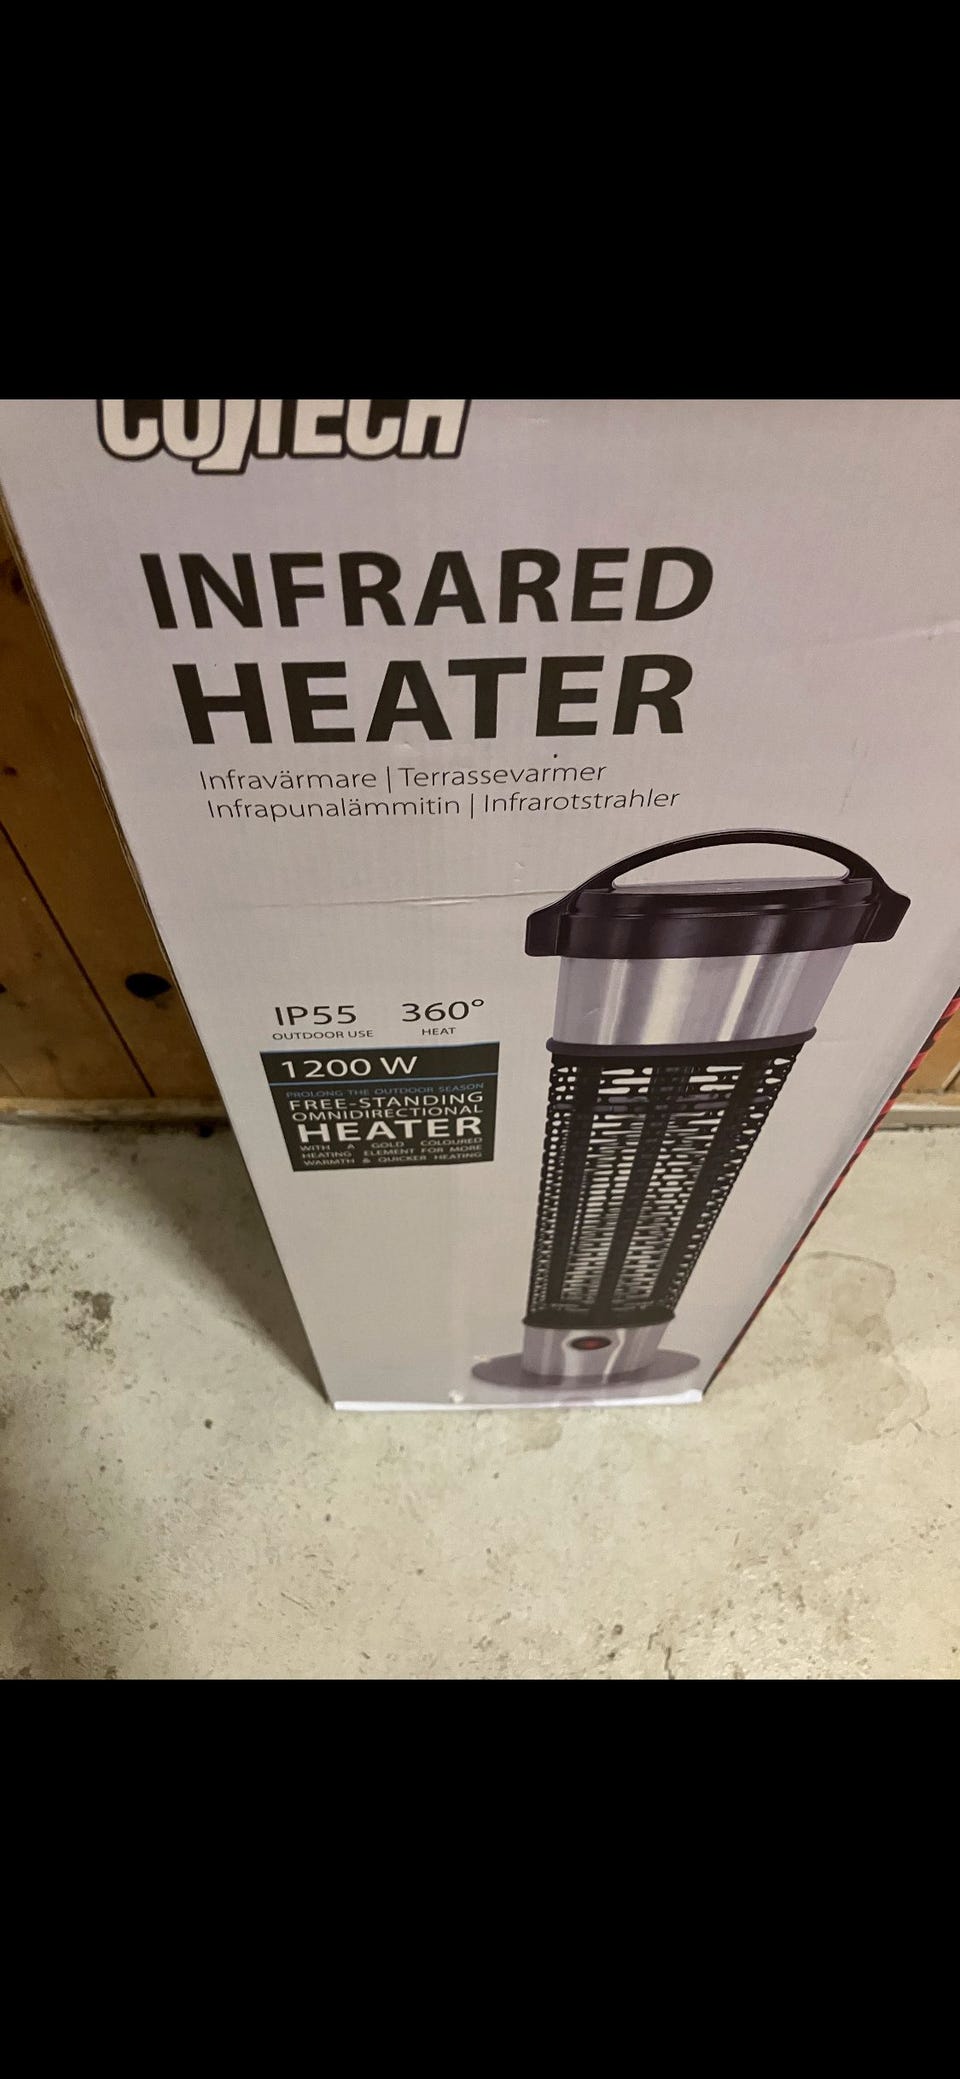 COTECH
INFRARED
HEATER
Infravärmare | Terrassevarmer
Infrapunalämmitin | Infrarotstrahler
IP55
OUTDOOR USE
360°
HEAT
1200 W
PROLONG THE OUTDOOR SEASON
FREE-STANDING
OMNIDIRECTIONAL
HEATER
WITH A GOLD COLOURED
HEATING ELEMENT FOR MORE
WARMTH & QUICKER HEATING